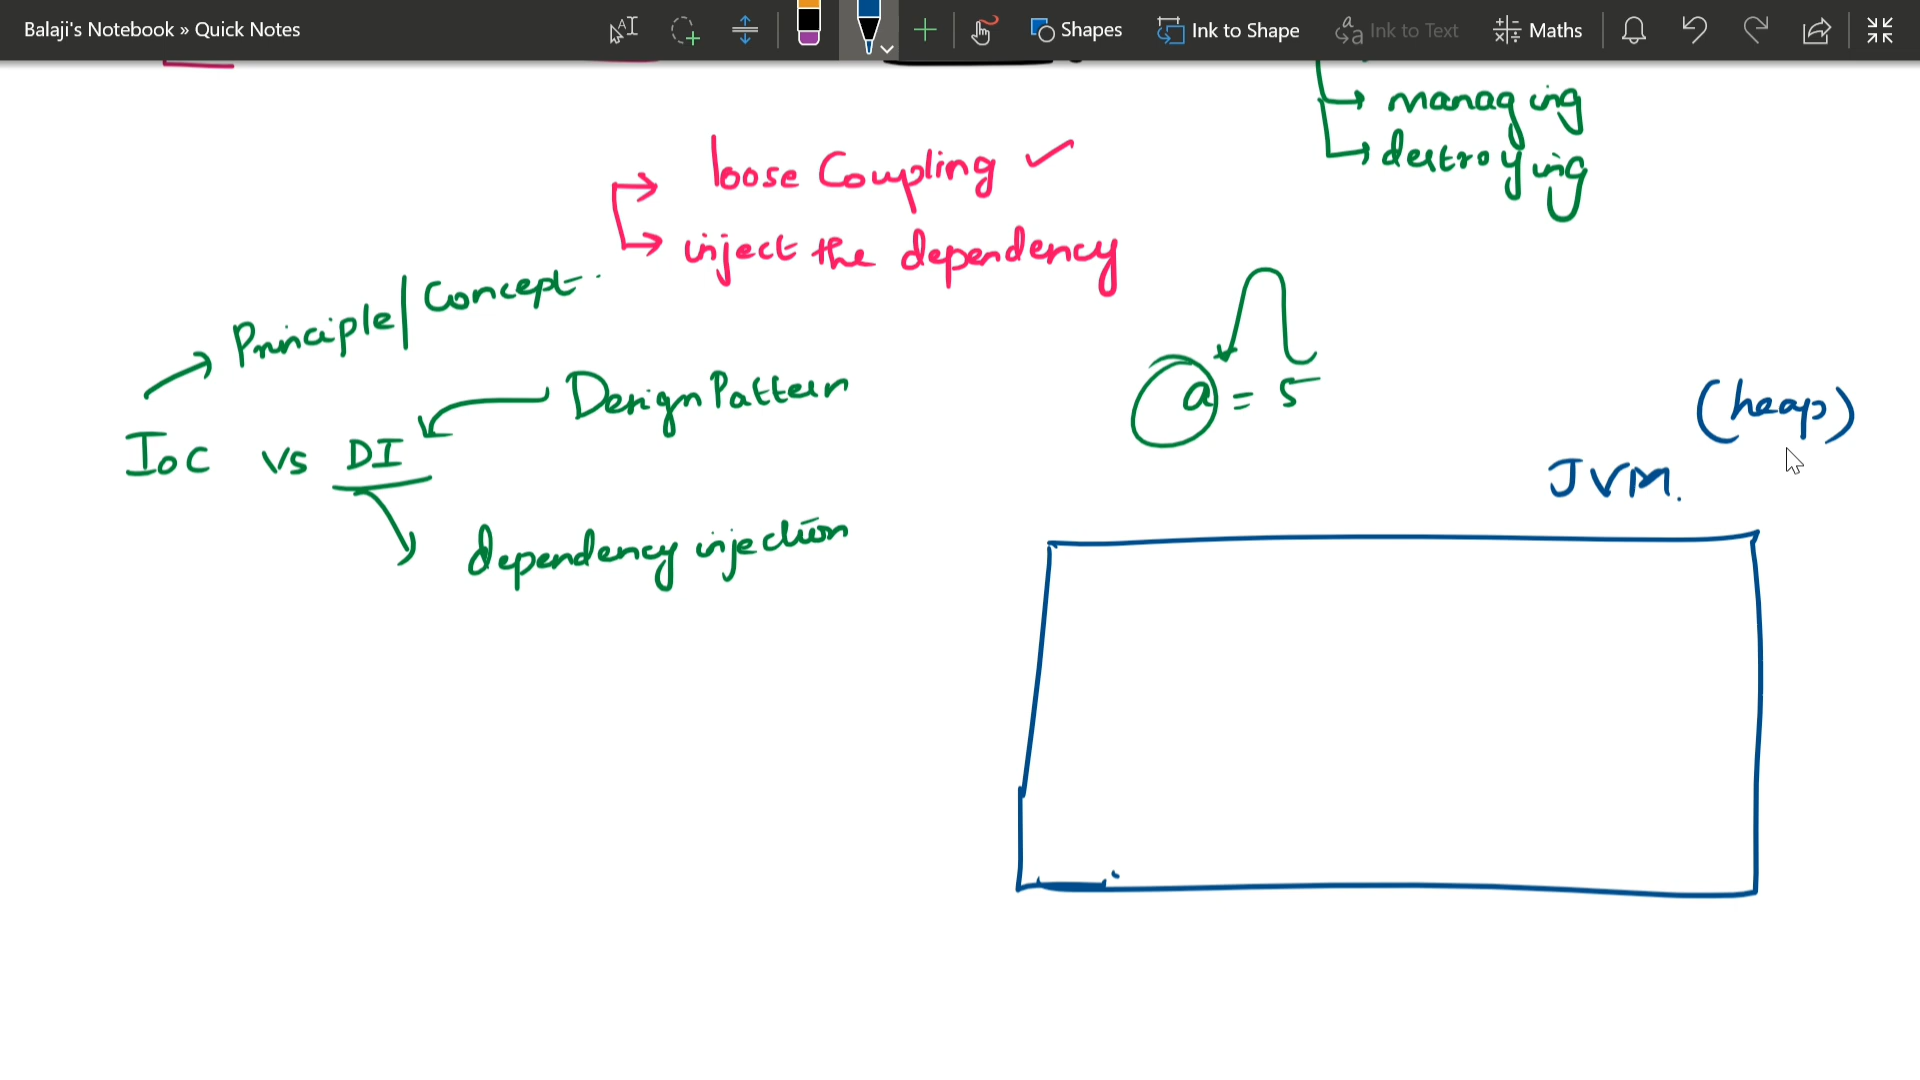 Balaji's Notebook » Quick Notes
Shapes
Ink to Shape
Ink to Text
Maths
managing
destroying
loose Coupling
inject the dependency
Principle/Concept
Design Pattern
IoC vs DI
dependency injection
a = 5
(heap)
JVM.